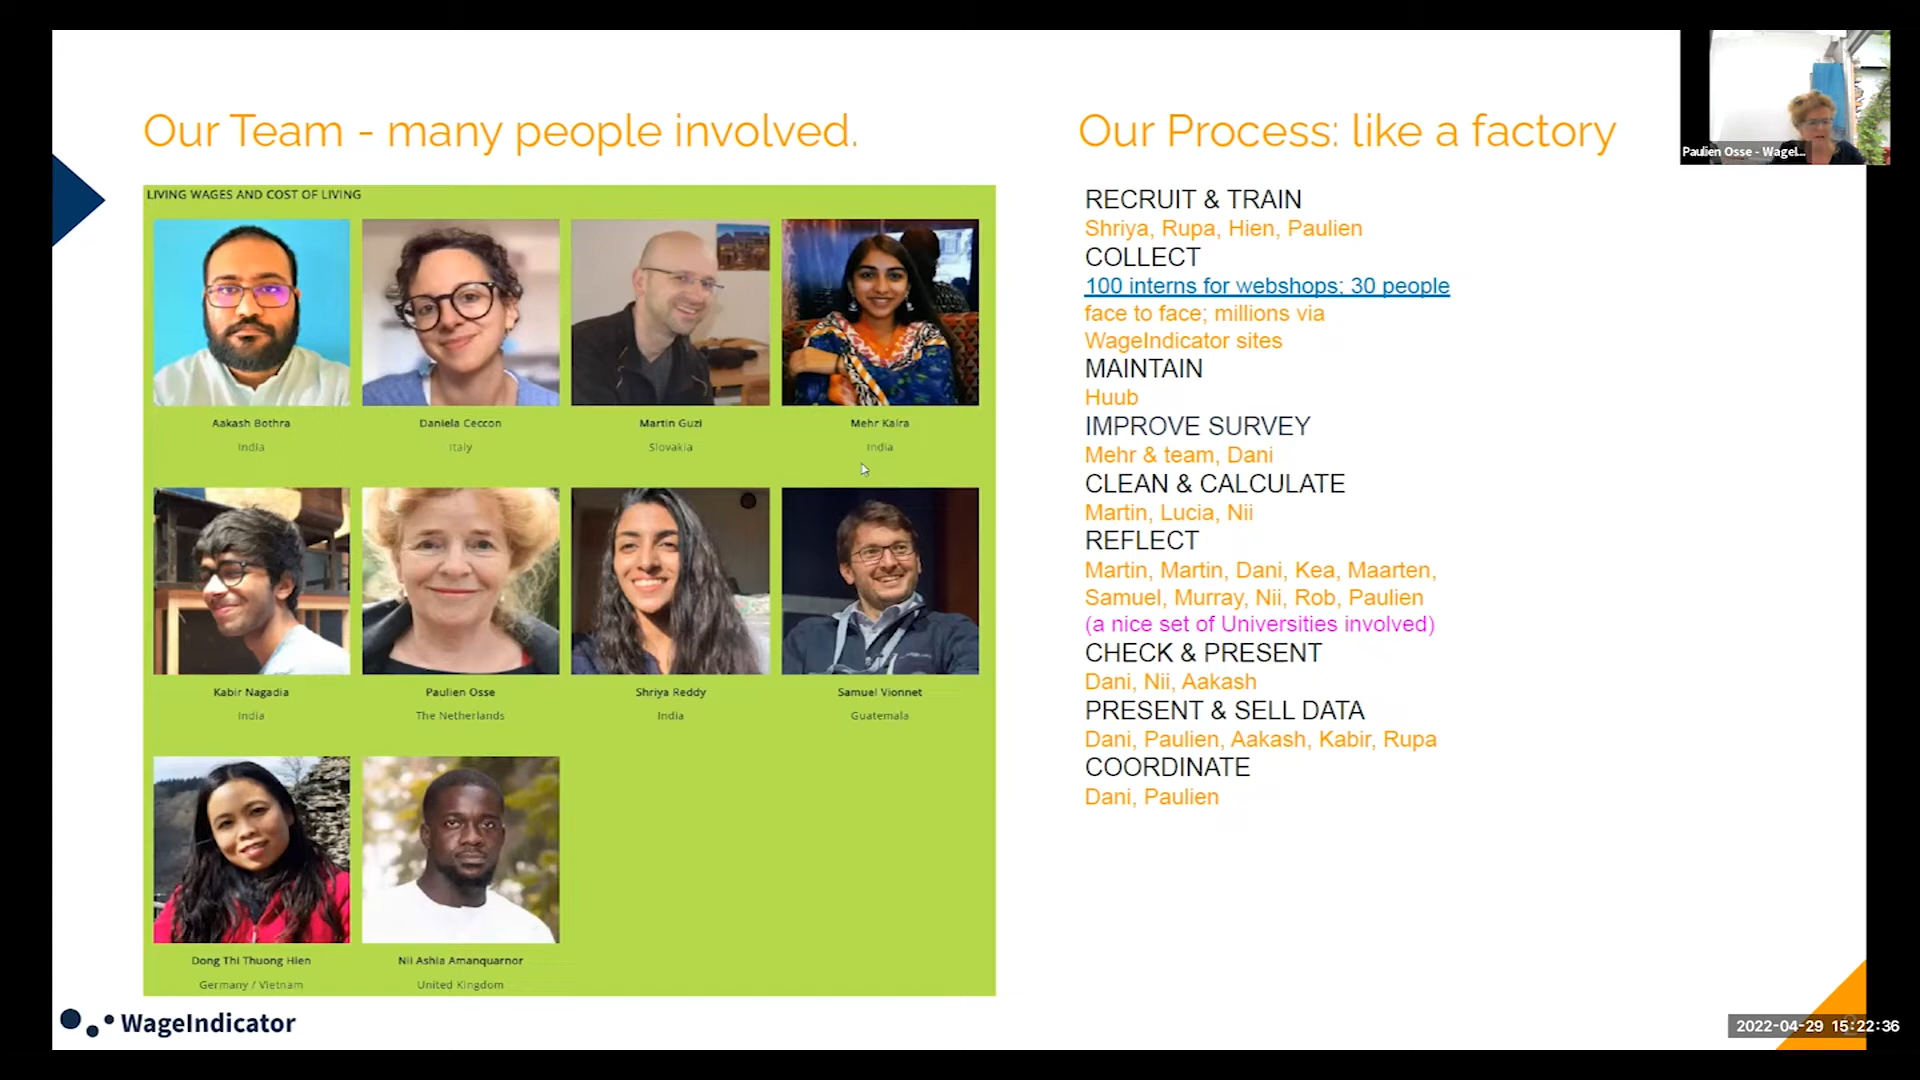 Our Team - many people involved.
LIVING WAGES AND COST OF LIVING
Aakash Bothra
India
Daniela Ceccon
Italy
Martin Guzi
Slovakia
Mehr Kalra
India
Kabir Nagadia
India
Paulien Osse
The Netherlands
Shriya Reddy
India
Samuel Vionnet
Guatemala
Dong Thi Thuong Hien
Germany / Vietnam
Nii Ashia Amanquarnor
United Kingdom
WageIndicator
Our Process: like a factory
RECRUIT & TRAIN
Shriya, Rupa, Hien, Paulien
COLLECT
100 interns for webshops; 30 people
face to face; millions via
WageIndicator sites
MAINTAIN
Huub
IMPROVE SURVEY
Mehr & team, Dani
CLEAN & CALCULATE
Martin, Lucia, Nii
REFLECT
Martin, Martin, Dani, Kea, Maarten,
Samuel, Murray, Nii, Rob, Paulien
(a nice set of Universities involved)
CHECK & PRESENT
Dani, Nii, Aakash
PRESENT & SELL DATA
Dani, Paulien, Aakash, Kabir, Rupa
COORDINATE
Dani, Paulien
Paulien Osse - WageI...
2022-04-29 15:22:36